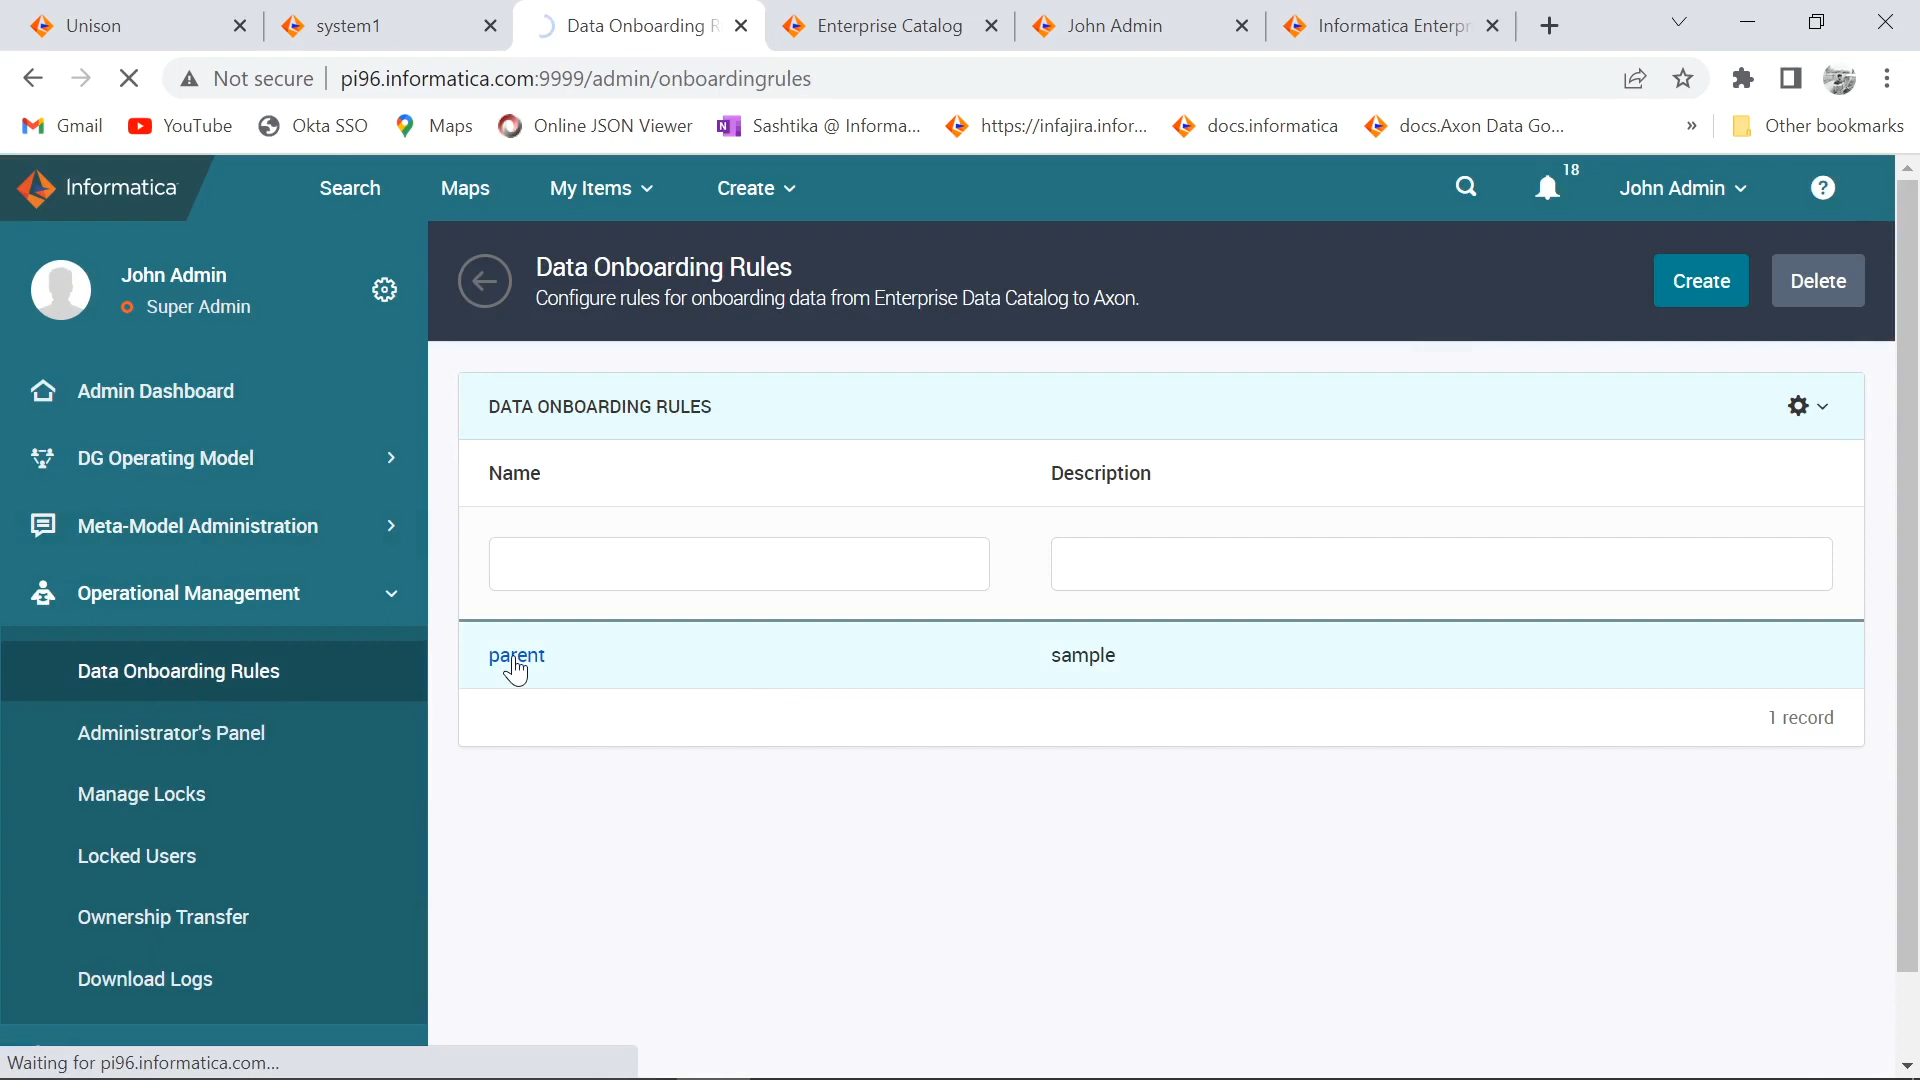 Unison
system1
Data Onboarding R
Enterprise Catalog
John Admin
Informatica Enterpr
Not secure
pi96.informatica.com:9999/admin/onboardingrules
Gmail
YouTube
Okta SSO
Maps
Online JSON Viewer
Sashtika @ Informa...
https://infajira.infor...
docs.informatica
docs.Axon Data Go...
»
Other bookmarks
Informatica
Search
Maps
My Items
Create
18
John Admin
?
John Admin
Super Admin
Admin Dashboard
DG Operating Model
Meta-Model Administration
Operational Management
Data Onboarding Rules
Administrator's Panel
Manage Locks
Locked Users
Ownership Transfer
Download Logs
Data Onboarding Rules
Configure rules for onboarding data from Enterprise Data Catalog to Axon.
Create
Delete
DATA ONBOARDING RULES
Name
Description
parent
sample
1 record
Waiting for pi96.informatica.com...